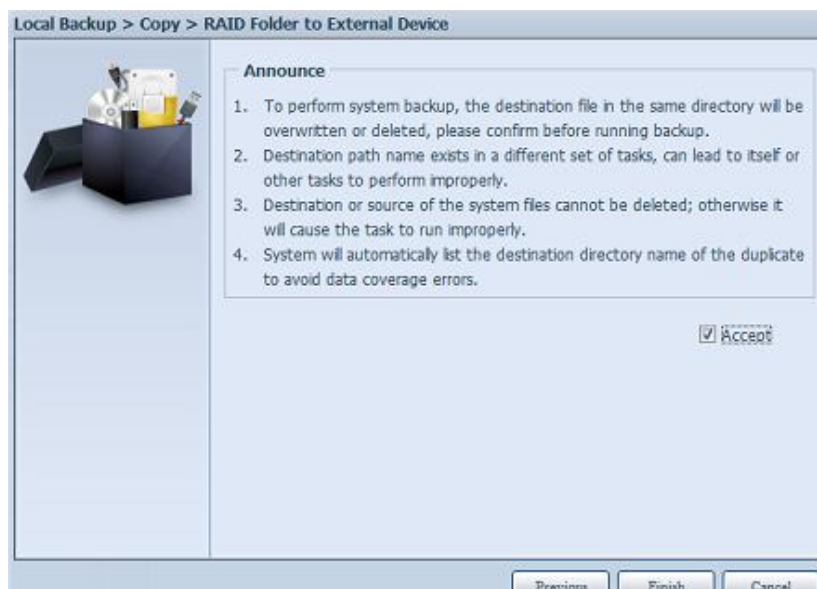 Local Backup > Copy > RAID Folder to External Device
Announce
1. To perform system backup, the destination file in the same directory will be
overwritten or deleted, please confirm before running backup.
2. Destination path name exists in a different set of tasks, can lead to itself or
other tasks to perform improperly.
3. Destination or source of the system files cannot be deleted; otherwise it
will cause the task to run improperly.
4. System will automatically list the destination directory name of the duplicate
to avoid data coverage errors.
Accept
Previous Finish Cancel